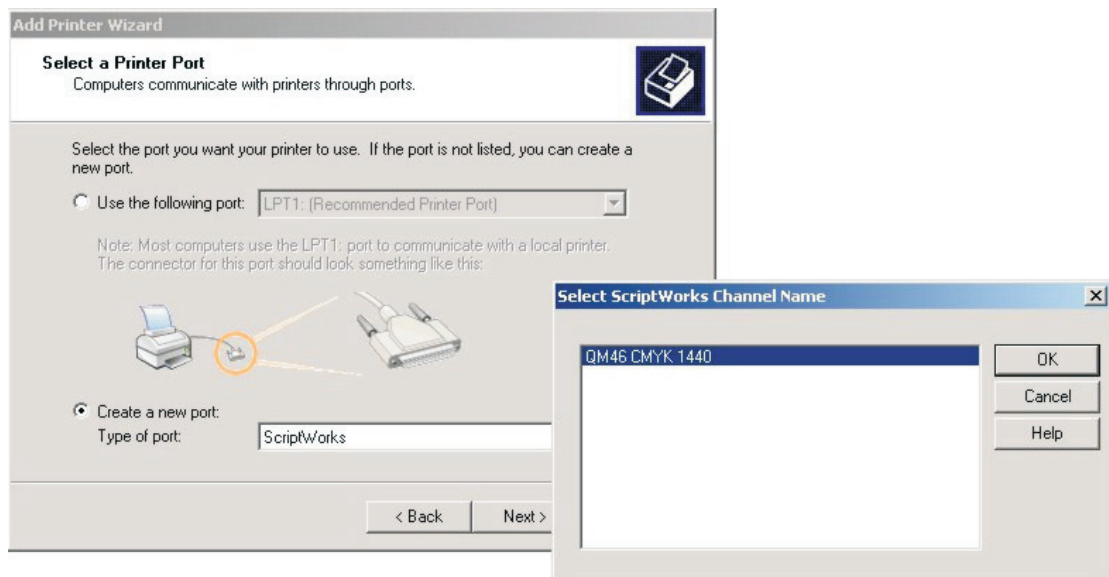 Add Printer Wizard
Select a Printer Port
Computers communicate with printers through ports.
Select the port you want your printer to use. If the port is not listed, you can create a
new port.
Use the following port: LPT1: (Recommended Printer Port)
Note: Most computers use the LPT1: port to communicate with a local printer.
The connector for this port should look something like this:
Create a new port:
Type of port: ScriptWorks
< Back Next >
Select ScriptWorks Channel Name
QM46 CMYK 1440
OK
Cancel
Help